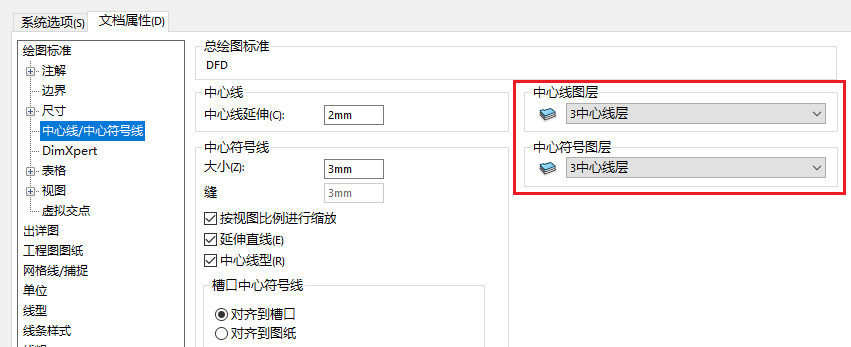 系统选项(S)
文档属性(D)
绘图标准
注解
边界
尺寸
中心线/中心符号线
DimXpert
表格
视图
虚拟交点
出详图
工程图图纸
网格线/捕捉
单位
线型
线条样式
总绘图标准
DFD
中心线
中心线延伸(C):
2mm
中心符号线
大小(Z):
3mm
缝
3mm
按视图比例进行缩放
延伸直线(E)
中心线型(R)
槽口中心符号线
对齐到槽口
对齐到图纸
中心线图层
3中心线层
中心符号图层
3中心线层